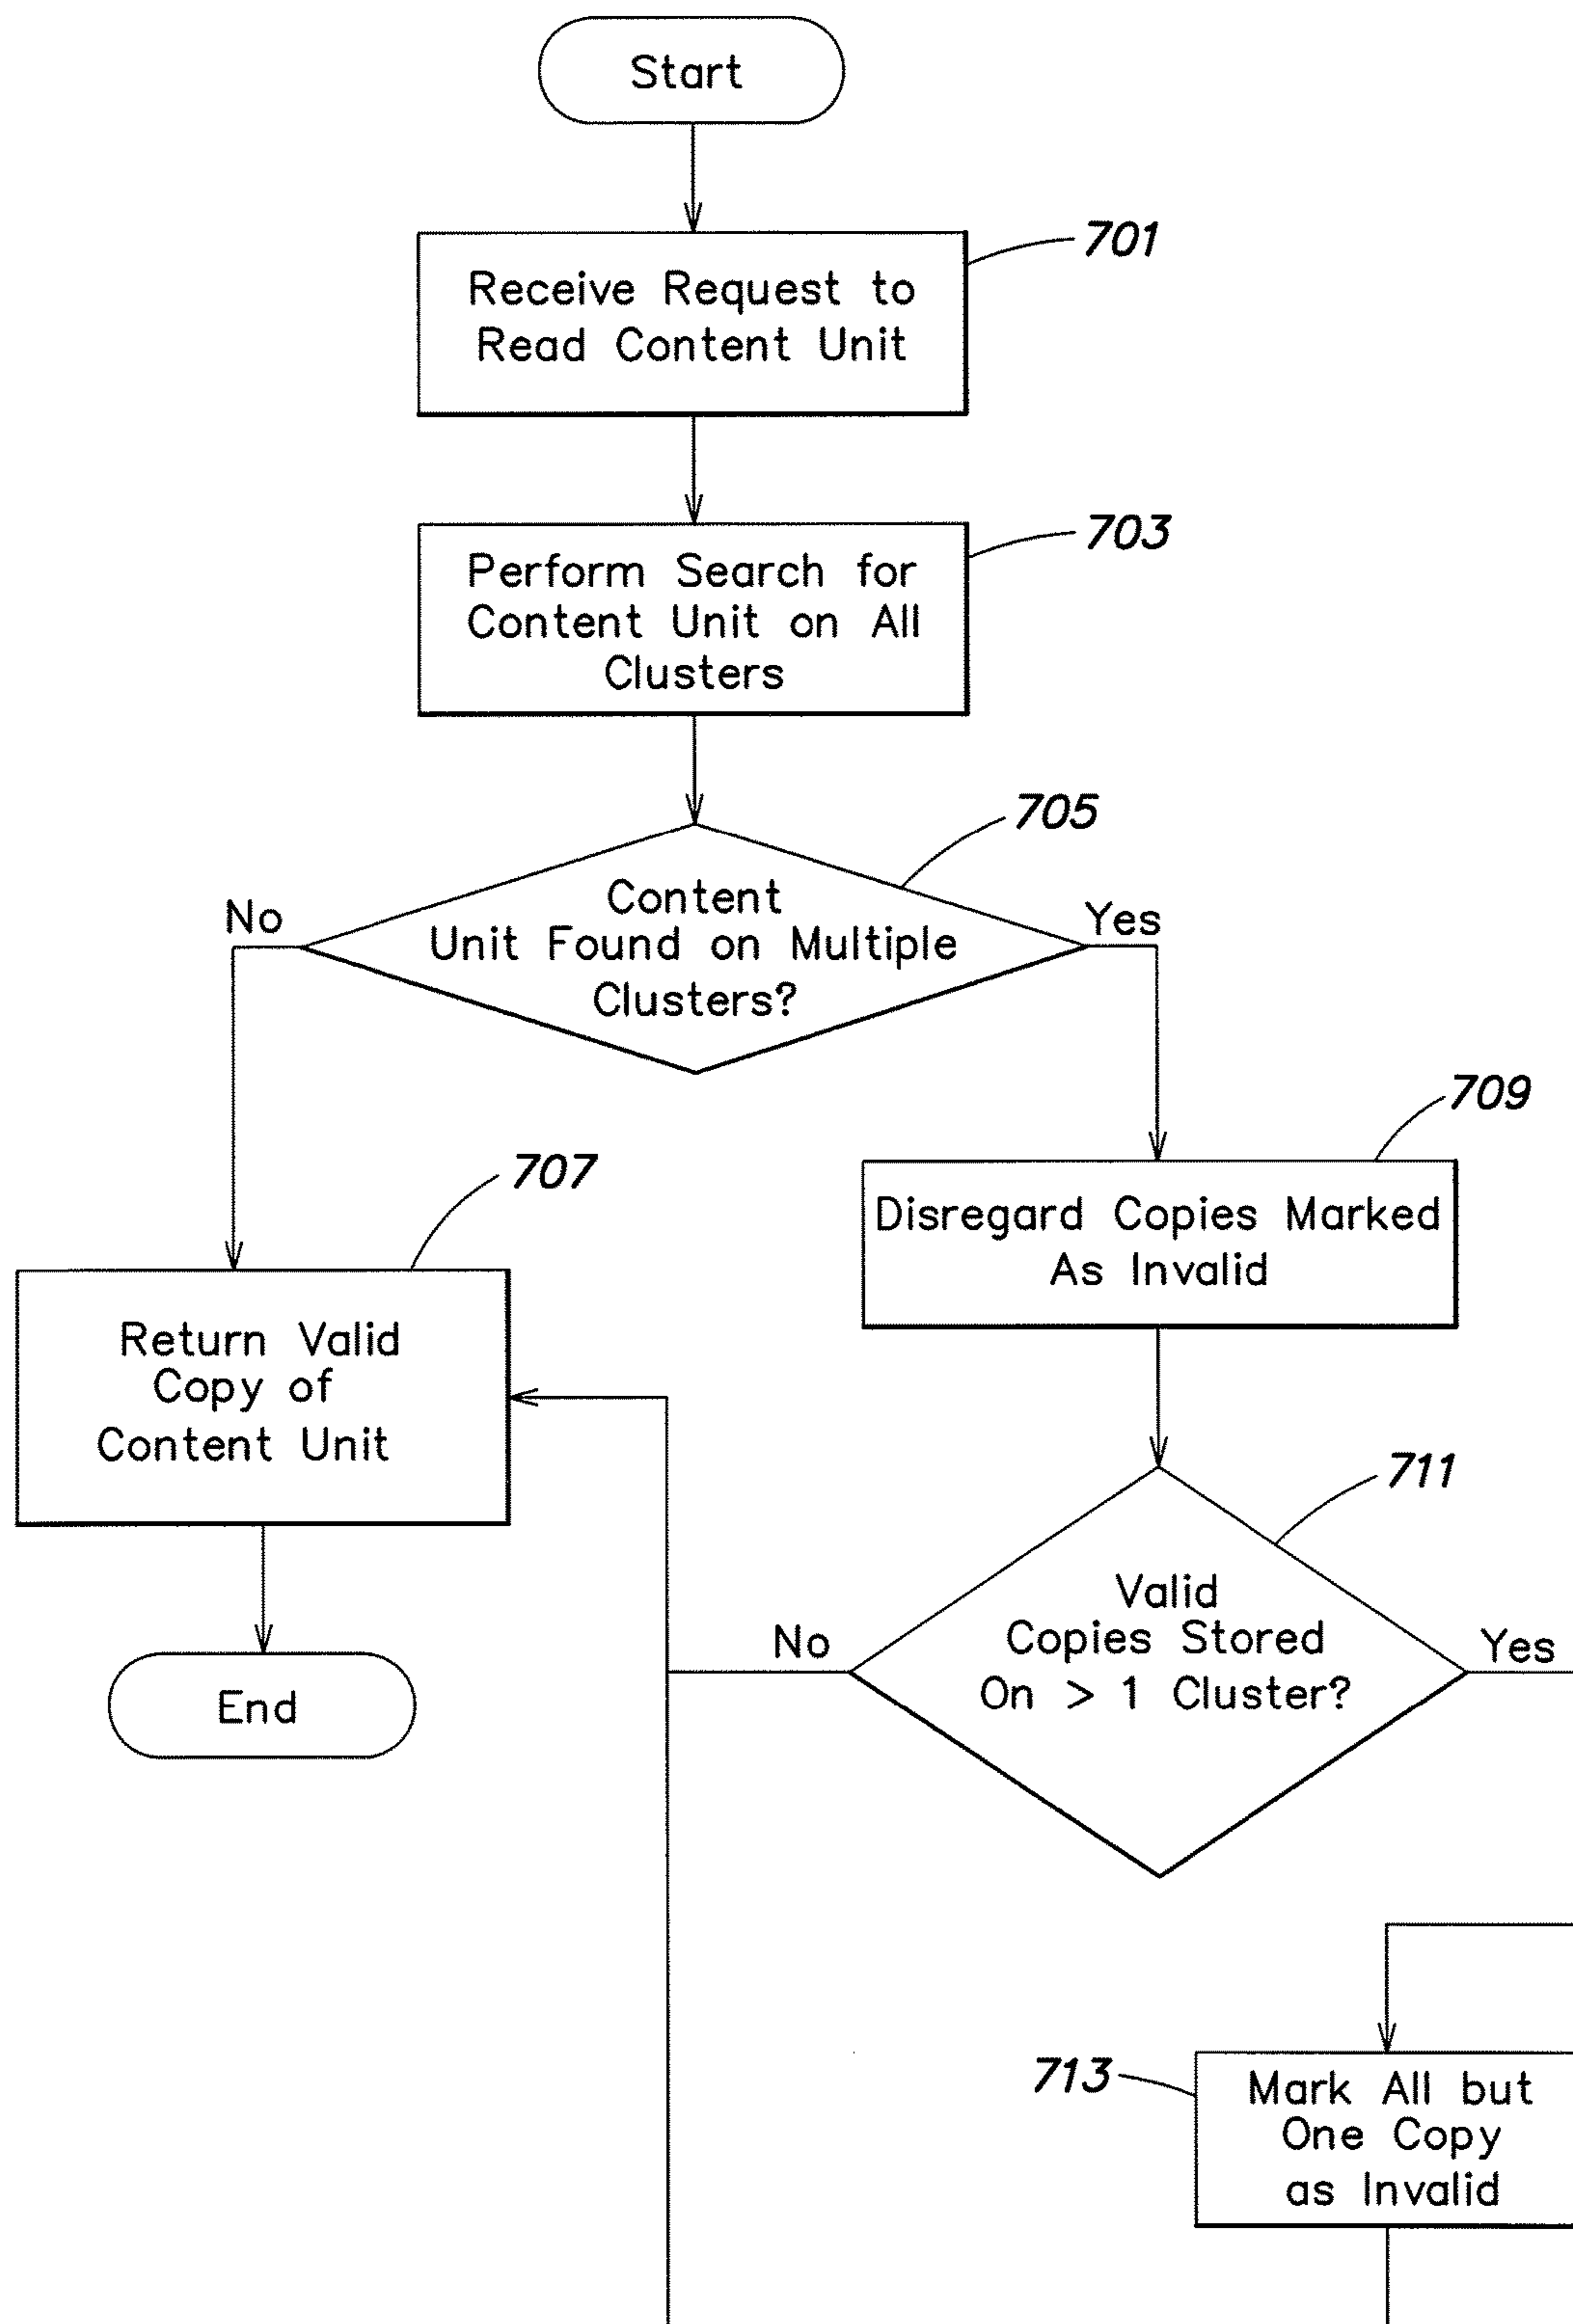 Start
701
Receive Request to
Read Content Unit
703
Perform Search for
Content Unit on All
Clusters
705
Content
Unit Found on Multiple
Clusters?
No
Yes
709
Disregard Copies Marked
As Invalid
707
Return Valid
Copy of
Content Unit
711
Valid
Copies Stored
On > 1 Cluster?
No
Yes
End
713
Mark All but
One Copy
as Invalid